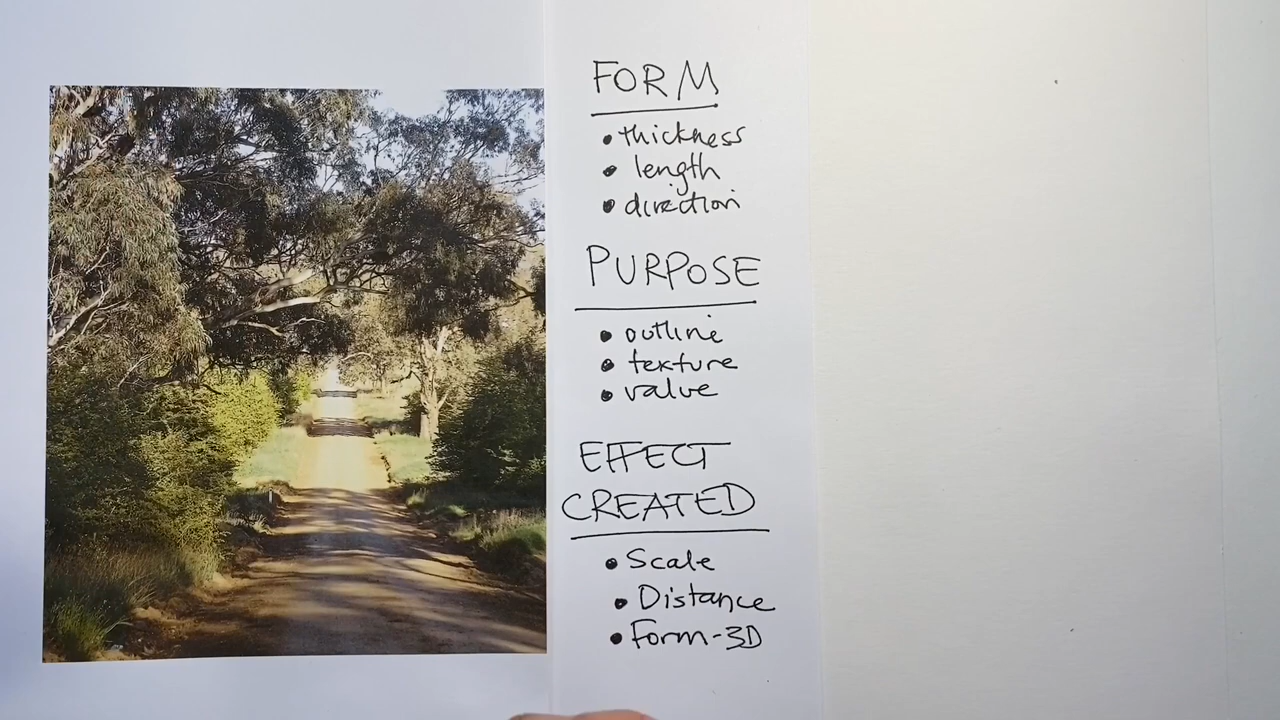 FORM
• thickness
• length
• direction
PURPOSE
• outline
• texture
• value
EFFECT
CREATED
• Scale
• Distance
• Form-3D